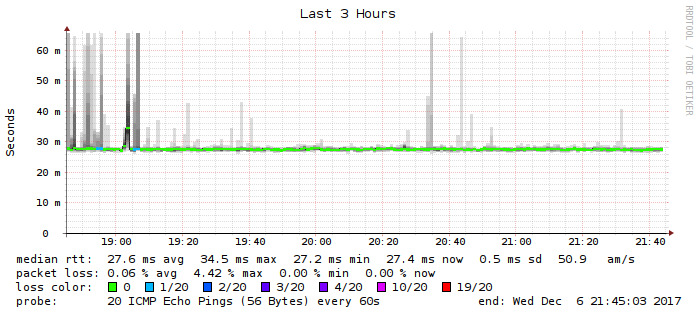 Last 3 Hours
RRDTOOL / TOBI OETIKER
Seconds
60 m
50 m
40 m
30 m
20 m
10 m
0
19:00 19:20 19:40 20:00 20:20 20:40 21:00 21:20 21:40
median rtt: 27.6 ms avg 34.5 ms max 27.2 ms min 27.4 ms now 0.5 ms sd 50.9 am/s
packet loss: 0.06 % avg 4.42 % max 0.00 % min 0.00 % now
loss color: 0 1/20 2/20 3/20 4/20 10/20 19/20
probe: 20 ICMP Echo Pings (56 Bytes) every 60s end: Wed Dec 6 21:45:03 2017